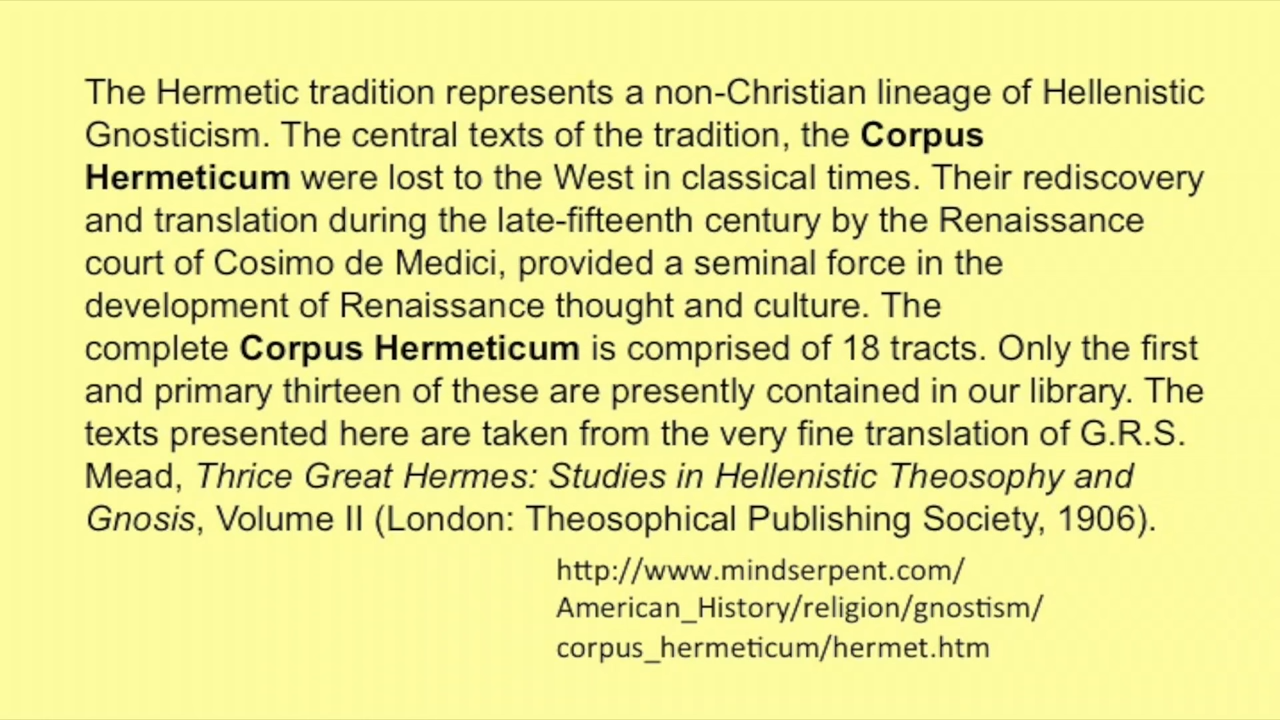 The Hermetic tradition represents a non-Christian lineage of Hellenistic
Gnosticism. The central texts of the tradition, the Corpus
Hermeticum were lost to the West in classical times. Their rediscovery
and translation during the late-fifteenth century by the Renaissance
court of Cosimo de Medici, provided a seminal force in the
development of Renaissance thought and culture. The
complete Corpus Hermeticum is comprised of 18 tracts. Only the first
and primary thirteen of these are presently contained in our library. The
texts presented here are taken from the very fine translation of G.R.S.
Mead, Thrice Great Hermes: Studies in Hellenistic Theosophy and
Gnosis, Volume II (London: Theosophical Publishing Society, 1906).
http://www.mindserpent.com/
American_History/religion/gnostism/
corpus_hermeticum/hermet.htm